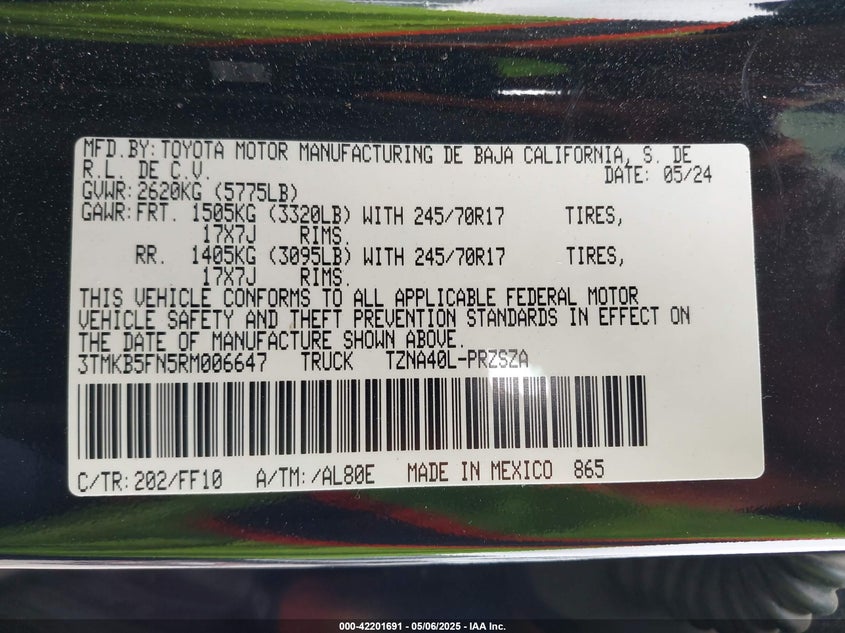 MFD.BY: TOYOTA MOTOR MANUFACTURING DE BAJA CALIFORNIA, S. DE
R.L. DE C.V. DATE: 05/24
GVWR: 2620KG (5775LB)
GAWR: FRT. 1505KG (3320LB) WITH 245/70R17 TIRES,
17X7J RIMS.
RR. 1405KG (3095LB) WITH 245/70R17 TIRES,
17X7J RIMS.
THIS VEHICLE CONFORMS TO ALL APPLICABLE FEDERAL MOTOR
VEHICLE SAFETY AND THEFT PREVENTION STANDARDS IN EFFECT ON
THE DATE OF MANUFACTURE SHOWN ABOVE.
3TMKB5FN5RM006647 TRUCK TZNA40L-PRZSZA
C/TR: 202/FF10 A/TM: /AL80E MADE IN MEXICO 865
000-42201691 - 05/06/2025 - IAA Inc.